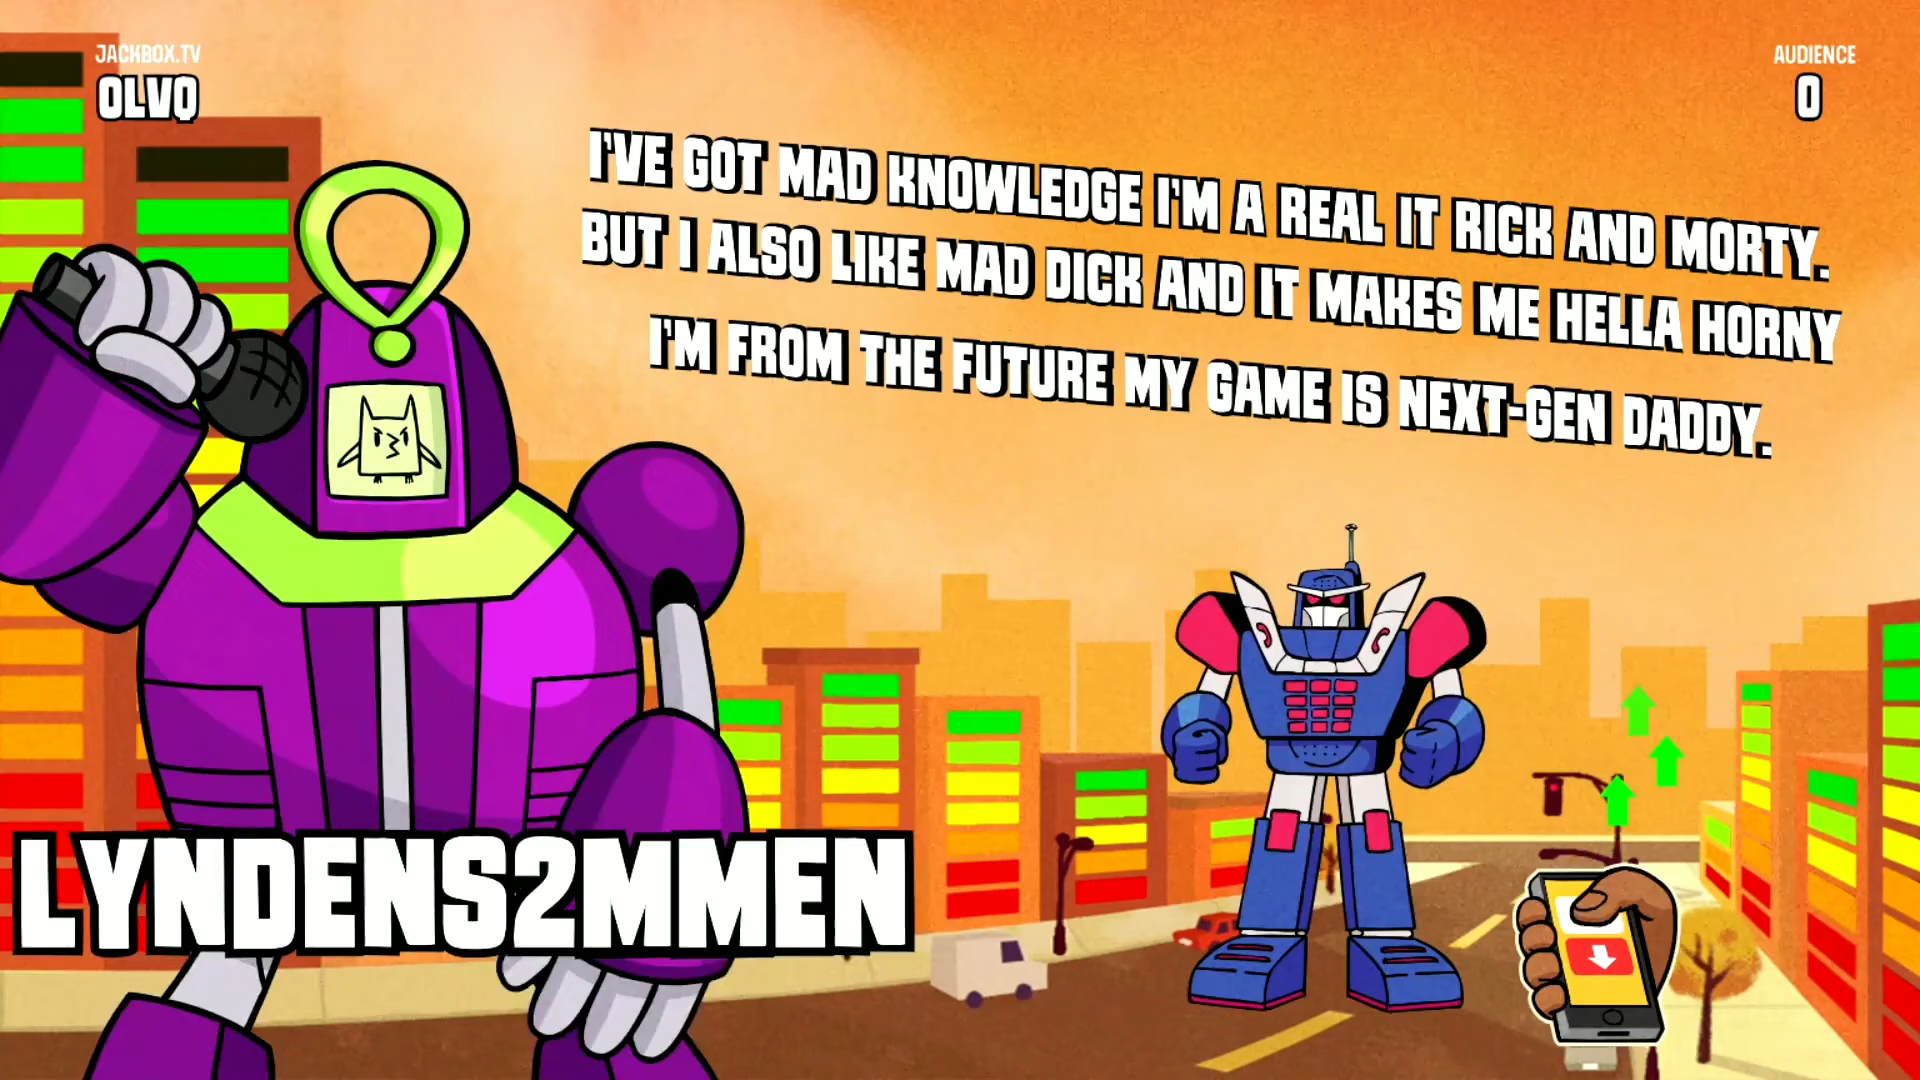 JACKBOX.TV
OLVQ
AUDIENCE
0
I'VE GOT MAD KNOWLEDGE I'M A REAL IT RICK AND MORTY.
BUT I ALSO LIKE MAD DICK AND IT MAKES ME HELLA HORNY
I'M FROM THE FUTURE MY GAME IS NEXT-GEN DADDY.
LYNDENS2MMEN